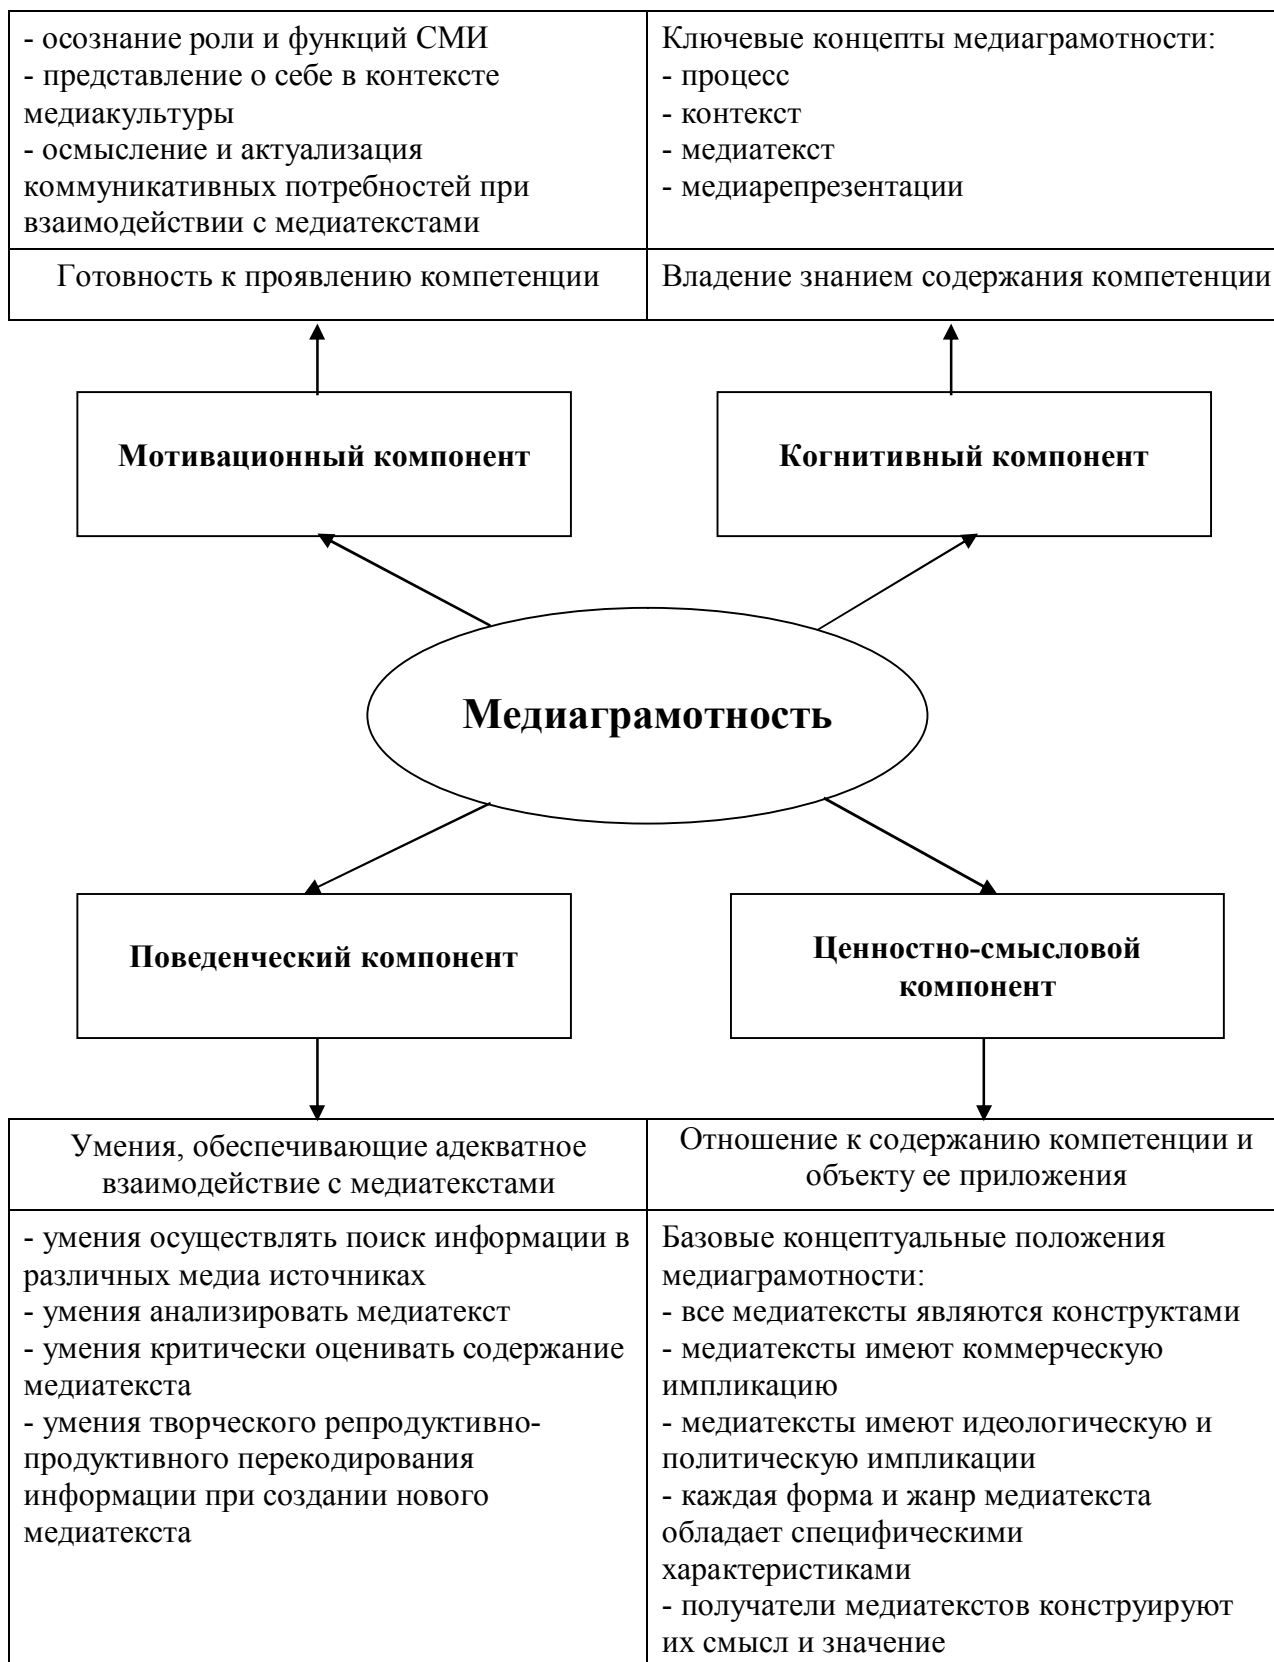 - осознание роли и функций СМИ
- представление о себе в контексте
медиакультуры
- осмысление и актуализация
коммуникативных потребностей при
взаимодействии с медиатекстами
Ключевые концепты медиаграмотности:
- процесс
- контекст
- медиатекст
- медиарепрезентации
Готовность к проявлению компетенции
Владение знанием содержания компетенции
Мотивационный компонент
Когнитивный компонент
Медиаграмотность
Поведенческий компонент
Ценностно-смысловой
компонент
Умения, обеспечивающие адекватное
взаимодействие с медиатекстами
Отношение к содержанию компетенции и
объекту ее приложения
- умения осуществлять поиск информации в
различных медиа источниках
- умения анализировать медиатекст
- умения критически оценивать содержание
медиатекста
- умения творческого репродуктивно-
продуктивного перекодирования
информации при создании нового
медиатекста
Базовые концептуальные положения
медиаграмотности:
- все медиатексты являются конструктами
- медиатексты имеют коммерческую
импликацию
- медиатексты имеют идеологическую и
политическую импликации
- каждая форма и жанр медиатекста
обладает специфическими
характеристиками
- получатели медиатекстов конструируют
их смысл и значение